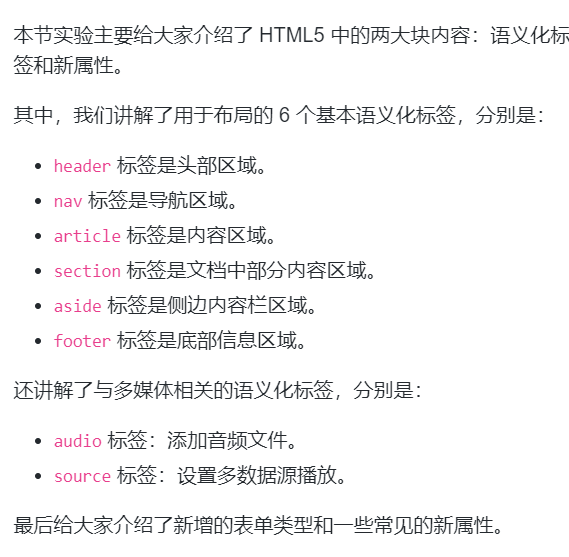 本节实验主要给大家介绍了 HTML5 中的两大块内容：语义化标
签和新属性。
其中，我们讲解了用于布局的 6 个基本语义化标签，分别是：
• header 标签是头部区域。
• nav 标签是导航区域。
• article 标签是内容区域。
• section 标签是文档中部分内容区域。
• aside 标签是侧边内容栏区域。
• footer 标签是底部信息区域。
还讲解了与多媒体相关的语义化标签，分别是：
• audio 标签：添加音频文件。
• source 标签：设置多数据源播放。
最后给大家介绍了新增的表单类型和一些常见的新属性。